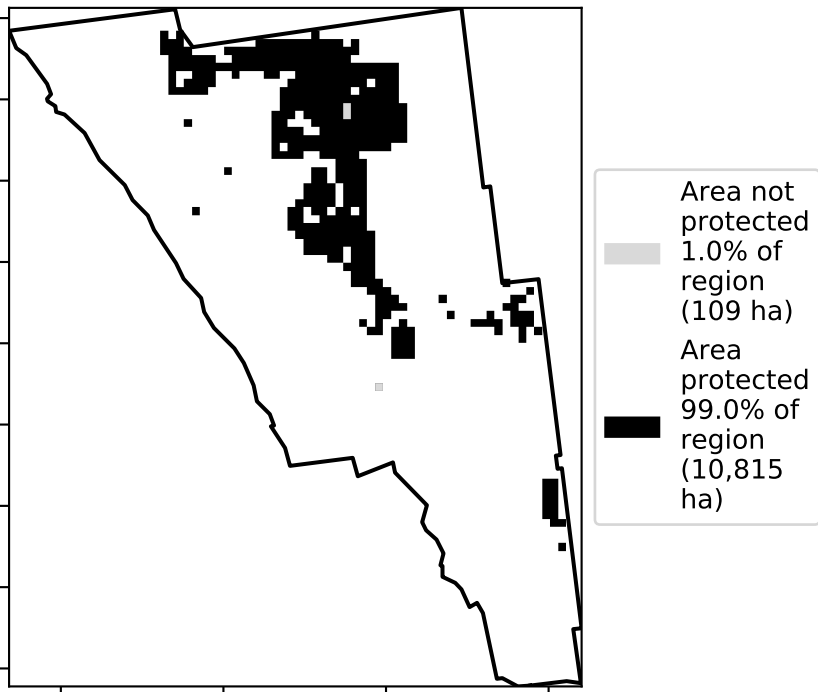 Area not
protected
1.0% of
region
(109 ha)
Area
protected
99.0% of
region
(10,815
ha)